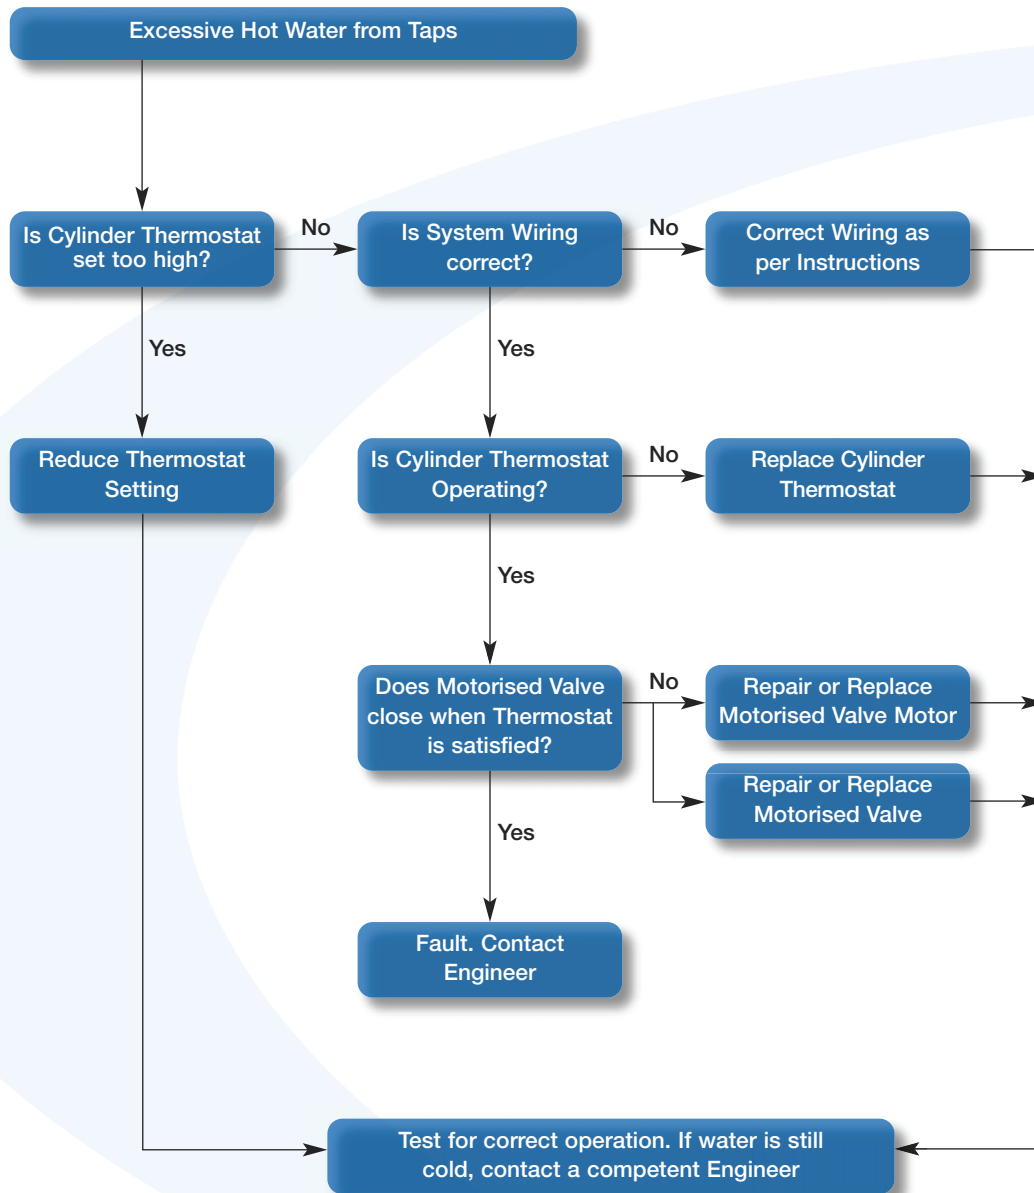 Excessive Hot Water from Taps
Is Cylinder Thermostat
set too high?
No
Is System Wiring
correct?
No
Correct Wiring as
per Instructions
Yes
Yes
Reduce Thermostat
Setting
Is Cylinder Thermostat
Operating?
No
Replace Cylinder
Thermostat
Yes
Does Motorised Valve
close when Thermostat
is satisfied?
No
Repair or Replace
Motorised Valve Motor
Repair or Replace
Motorised Valve
Yes
Fault. Contact
Engineer
Test for correct operation. If water is still
cold, contact a competent Engineer